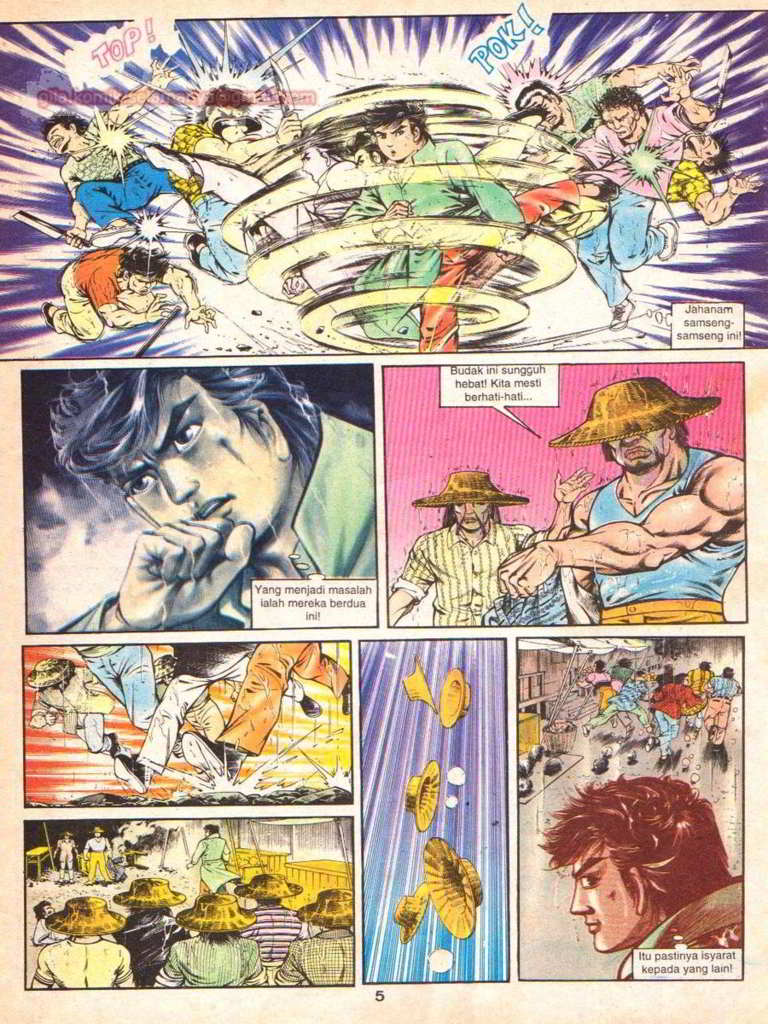 TOP!
POK!
Jahanam
samseng-
samseng ini!
Yang menjadi masalah
ialah mereka berdua
ini!
Budak ini sungguh
hebat! Kita mesti
berhati-hati...
Itu pastinya isyarat
kepada yang lain!
5